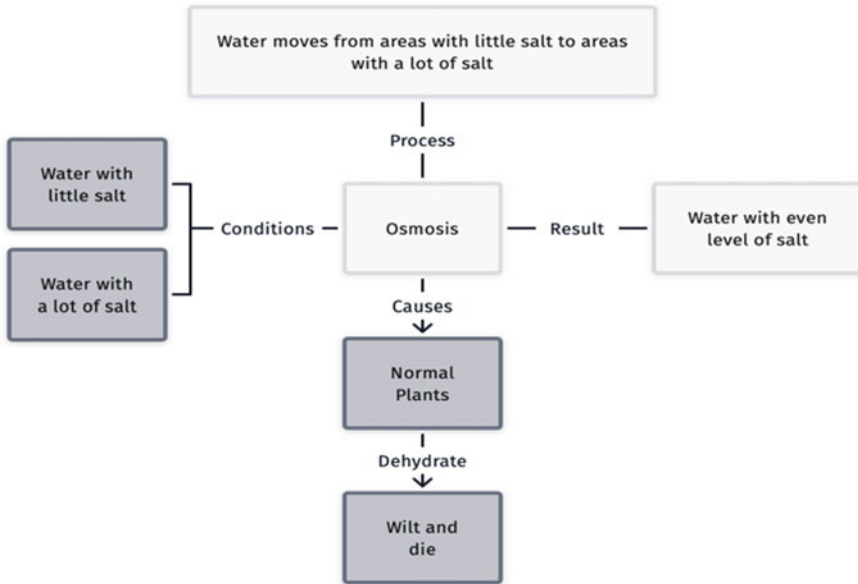 Water moves from areas with little salt to areas
with a lot of salt
Process
Water with
little salt
Water with
a lot of salt
Conditions
Osmosis
Result
Water with even
level of salt
Causes
Normal
Plants
Dehydrate
Wilt and
die